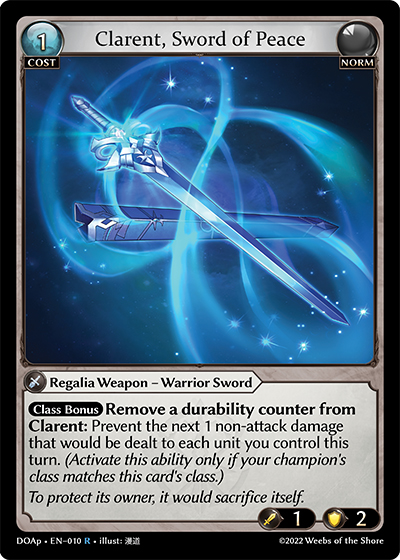 1 Clarent, Sword of Peace
COST NORM
Regalia Weapon – Warrior Sword
Class Bonus Remove a durability counter from
Clarent: Prevent the next 1 non-attack damage
that would be dealt to each unit you control this
turn. (Activate this ability only if your champion's
class matches this card's class.)
To protect its owner, it would sacrifice itself.
1 2
DOAp • EN-010 R • illust: 漫道 ©2022 Weebs of the Shore